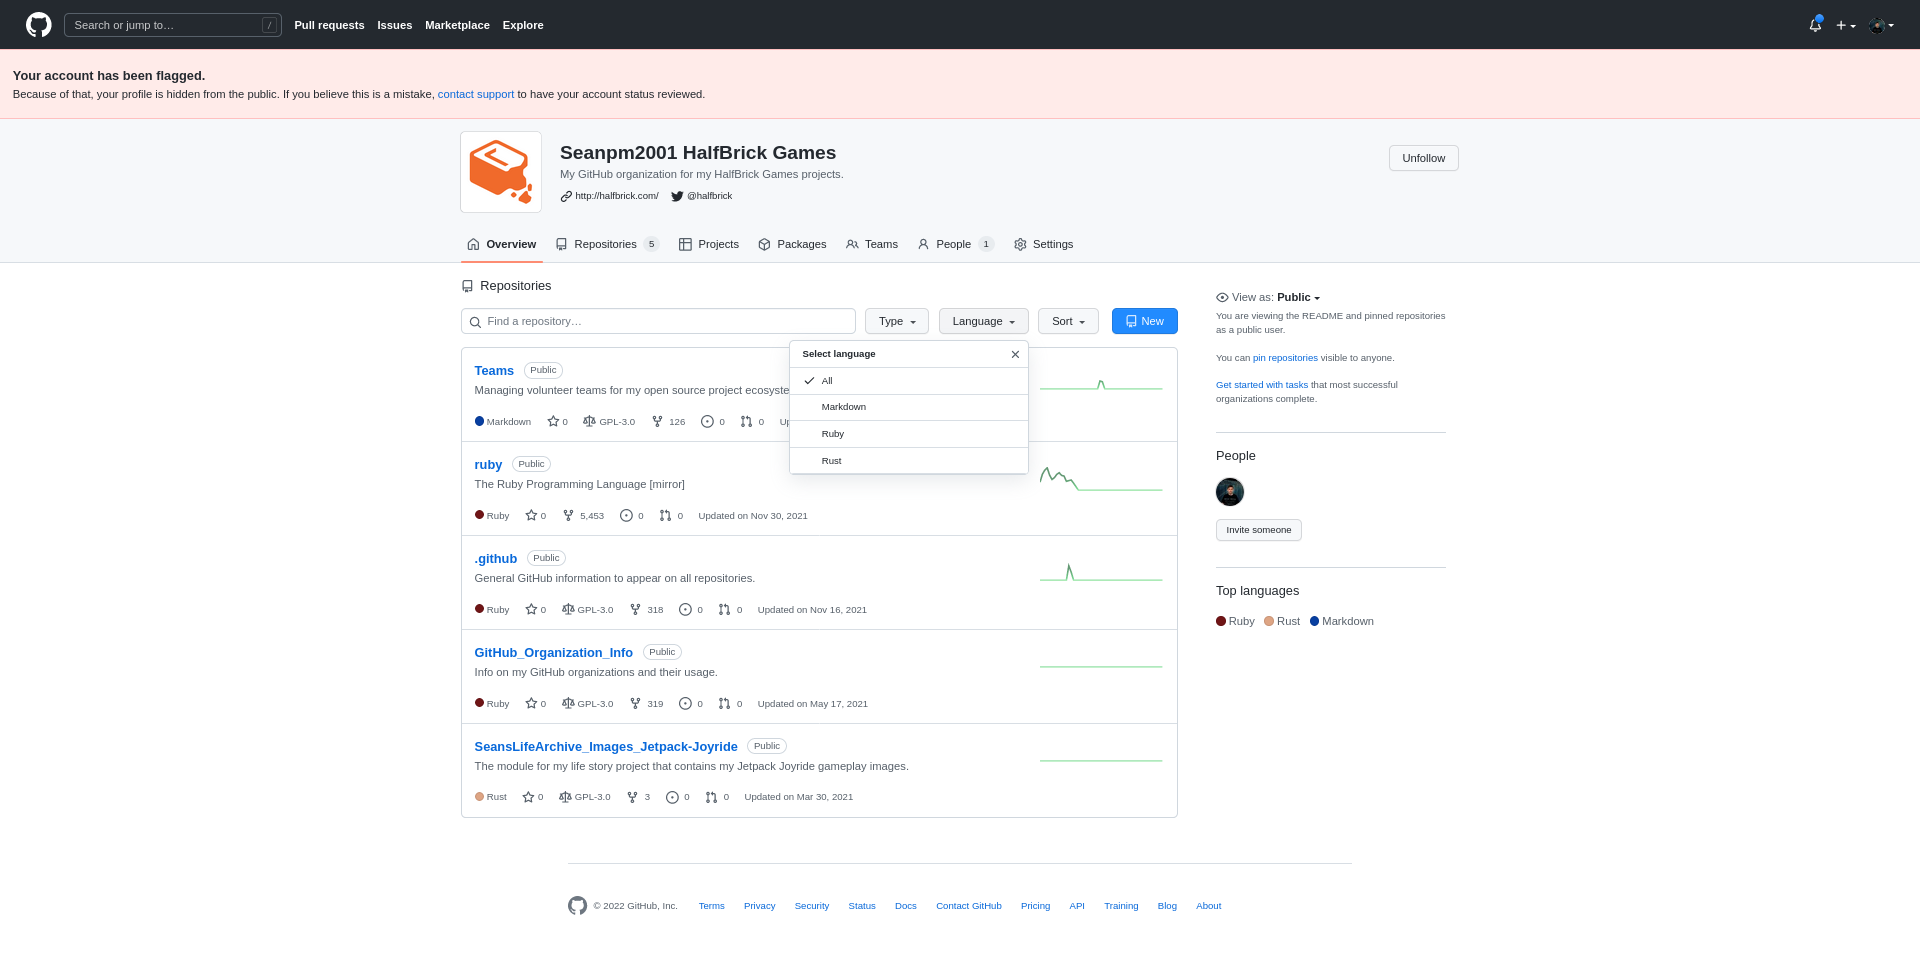 Search or jump to… /
Pull requests Issues Marketplace Explore
Your account has been flagged.
Because of that, your profile is hidden from the public. If you believe this is a mistake, contact support to have your account status reviewed.
Seanpm2001 HalfBrick Games
My GitHub organization for my HalfBrick Games projects.
http://halfbrick.com/ @halfbrick
Unfollow
Overview Repositories 5 Projects Packages Teams People 1 Settings
Repositories
Find a repository… Type Language Sort New
Select language
All
Markdown
Ruby
Rust
Teams Public
Managing volunteer teams for my open source project ecosyste
Markdown 0 GPL-3.0 126 0 0 Up
ruby Public
The Ruby Programming Language [mirror]
Ruby 0 5,453 0 0 Updated on Nov 30, 2021
.github Public
General GitHub information to appear on all repositories.
Ruby 0 GPL-3.0 318 0 0 Updated on Nov 16, 2021
GitHub_Organization_Info Public
Info on my GitHub organizations and their usage.
Ruby 0 GPL-3.0 319 0 0 Updated on May 17, 2021
SeansLifeArchive_Images_Jetpack-Joyride Public
The module for my life story project that contains my Jetpack Joyride gameplay images.
Rust 0 GPL-3.0 3 0 0 Updated on Mar 30, 2021
View as: Public
You are viewing the README and pinned repositories
as a public user.
You can pin repositories visible to anyone.
Get started with tasks that most successful
organizations complete.
People
Invite someone
Top languages
Ruby Rust Markdown
© 2022 GitHub, Inc. Terms Privacy Security Status Docs Contact GitHub Pricing API Training Blog About